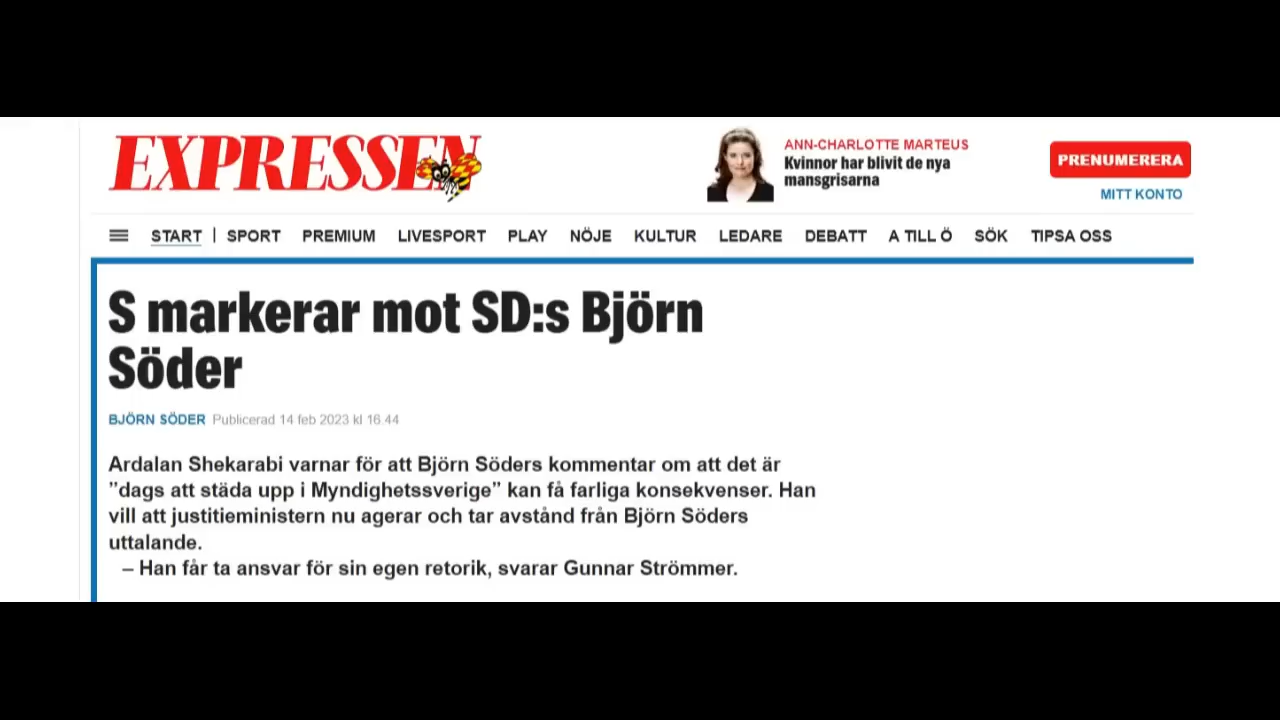 EXPRESSEN
ANN-CHARLOTTE MARTEUS
Kvinnor har blivit de nya
mansgrisarna
PRENUMERERA
MITT KONTO
START | SPORT PREMIUM LIVESPORT PLAY NÖJE KULTUR LEDARE DEBATT A TILL Ö SÖK TIPSA OSS
S markerar mot SD:s Björn
Söder
BJÖRN SÖDER Publicerad 14 feb 2023 kl 16.44
Ardalan Shekarabi varnar för att Björn Söders kommentar om att det är
”dags att städa upp i Myndighetssverige” kan få farliga konsekvenser. Han
vill att justitieministern nu agerar och tar avstånd från Björn Söders
uttalande.
– Han får ta ansvar för sin egen retorik, svarar Gunnar Strömmer.